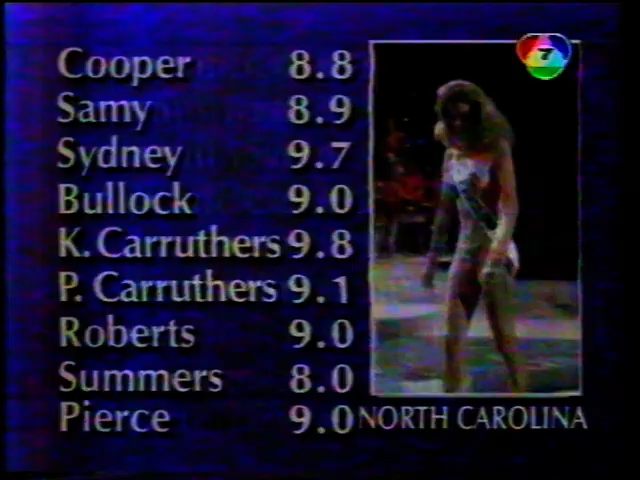 Cooper 8.8
Samy 8.9
Sydney 9.7
Bullock 9.0
K. Carruthers 9.8
P. Carruthers 9.1
Roberts 9.0
Summers 8.0
Pierce 9.0
7
NORTH CAROLINA